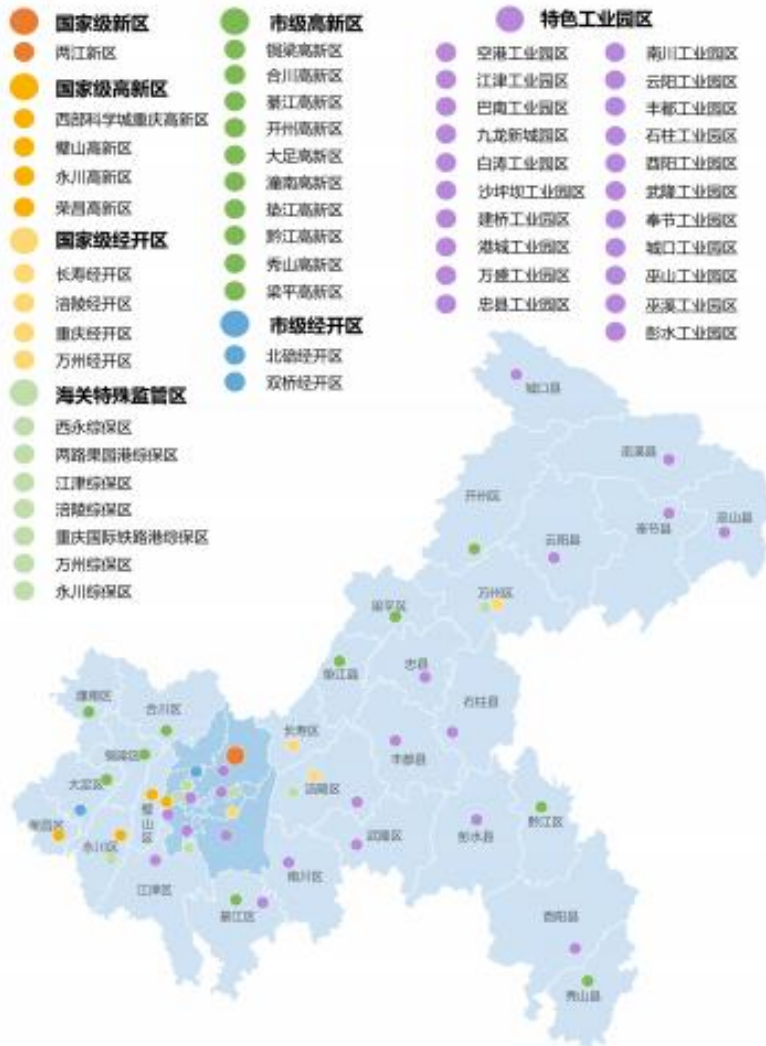 国家级新区
两江新区
国家级高新区
西部科学城重庆高新区
璧山高新区
永川高新区
荣昌高新区
国家级经开区
长寿经开区
涪陵经开区
重庆经开区
万州经开区
海关特殊监管区
西永综保区
两路果园港综保区
江津综保区
涪陵综保区
重庆国际铁路港综保区
万州综保区
永川综保区
市级高新区
铜梁高新区
合川高新区
綦江高新区
开州高新区
大足高新区
潼南高新区
垫江高新区
黔江高新区
秀山高新区
梁平高新区
市级经开区
北碚经开区
双桥经开区
特色工业园区
空港工业园区
江津工业园区
巴南工业园区
九龙新城园区
白涛工业园区
沙坪坝工业园区
建桥工业园区
港城工业园区
万盛工业园区
忠县工业园区
南川工业园区
云阳工业园区
丰都工业园区
石柱工业园区
酉阳工业园区
武隆工业园区
奉节工业园区
城口工业园区
巫山工业园区
巫溪工业园区
彭水工业园区
城口县
巫溪县
开州区
奉节县
巫山县
云阳县
万州区
梁平区
忠县
垫江县
石柱县
潼南区
合川区
长寿区
丰都县
铜梁区
大足区
涪陵区
璧山区
荣昌区
永川区
武隆区
彭水县
黔江区
江津区
南川区
綦江区
酉阳县
秀山县